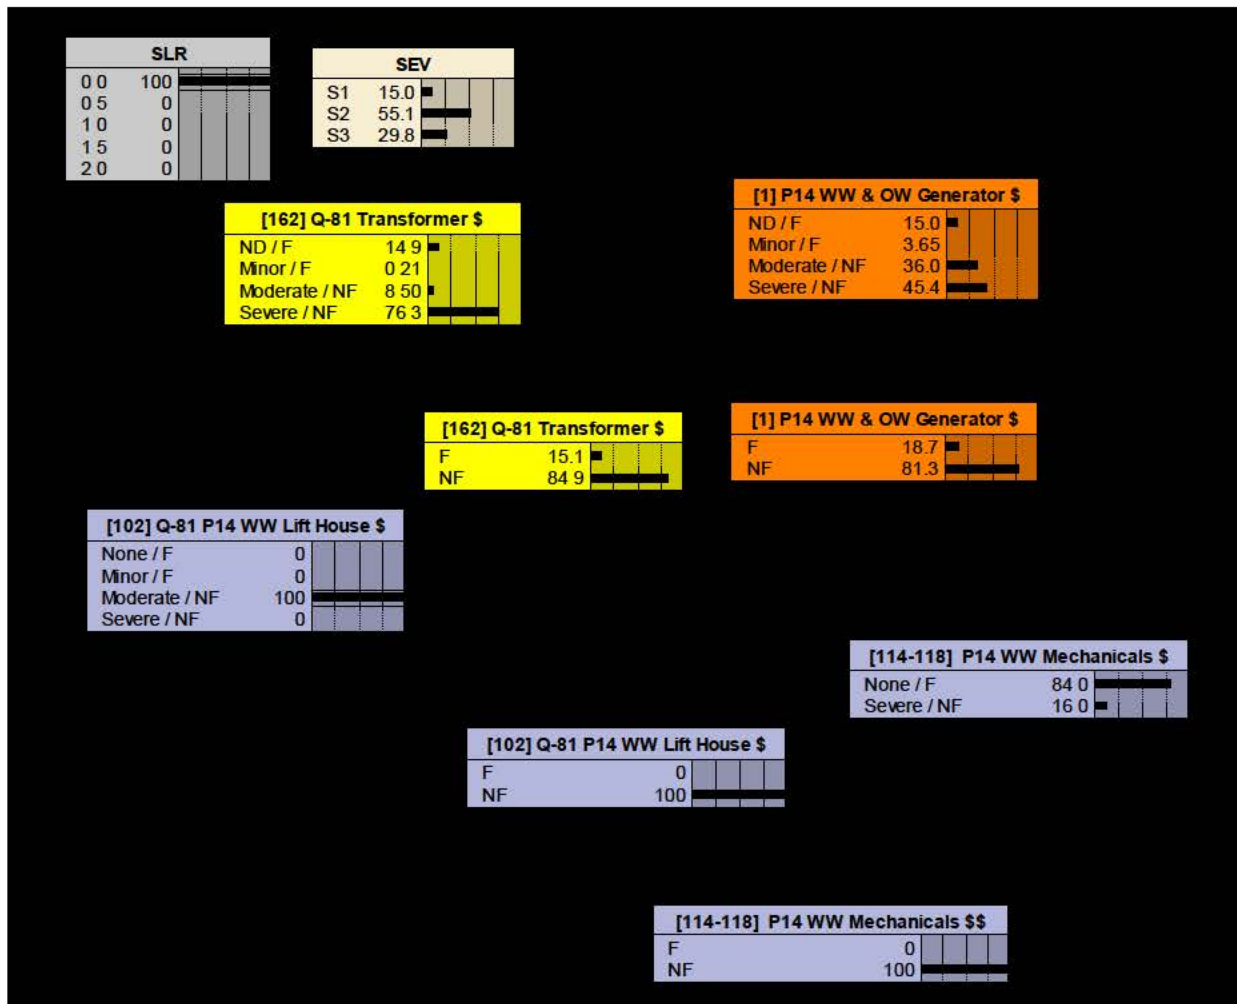 SLR
0 0 100
0 5 0
1 0 0
1 5 0
2 0 0
SEV
S1 15.0
S2 55.1
S3 29.8
[162] Q-81 Transformer $
ND / F 14 9
Minor / F 0 21
Moderate / NF 8 50
Severe / NF 76 3
[1] P14 WW & OW Generator $
ND / F 15.0
Minor / F 3.65
Moderate / NF 36.0
Severe / NF 45.4
[162] Q-81 Transformer $
F 15.1
NF 84 9
[1] P14 WW & OW Generator $
F 18.7
NF 81.3
[102] Q-81 P14 WW Lift House $
None / F 0
Minor / F 0
Moderate / NF 100
Severe / NF 0
[114-118] P14 WW Mechanicals $
None / F 84 0
Severe / NF 16 0
[102] Q-81 P14 WW Lift House $
F 0
NF 100
[114-118] P14 WW Mechanicals $$
F 0
NF 100